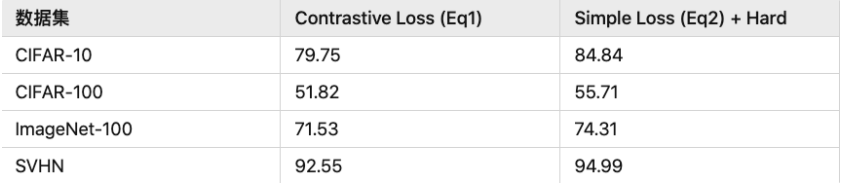 数据集 Contrastive Loss (Eq1) Simple Loss (Eq2) + Hard
CIFAR-10 79.75 84.84
CIFAR-100 51.82 55.71
ImageNet-100 71.53 74.31
SVHN 92.55 94.99